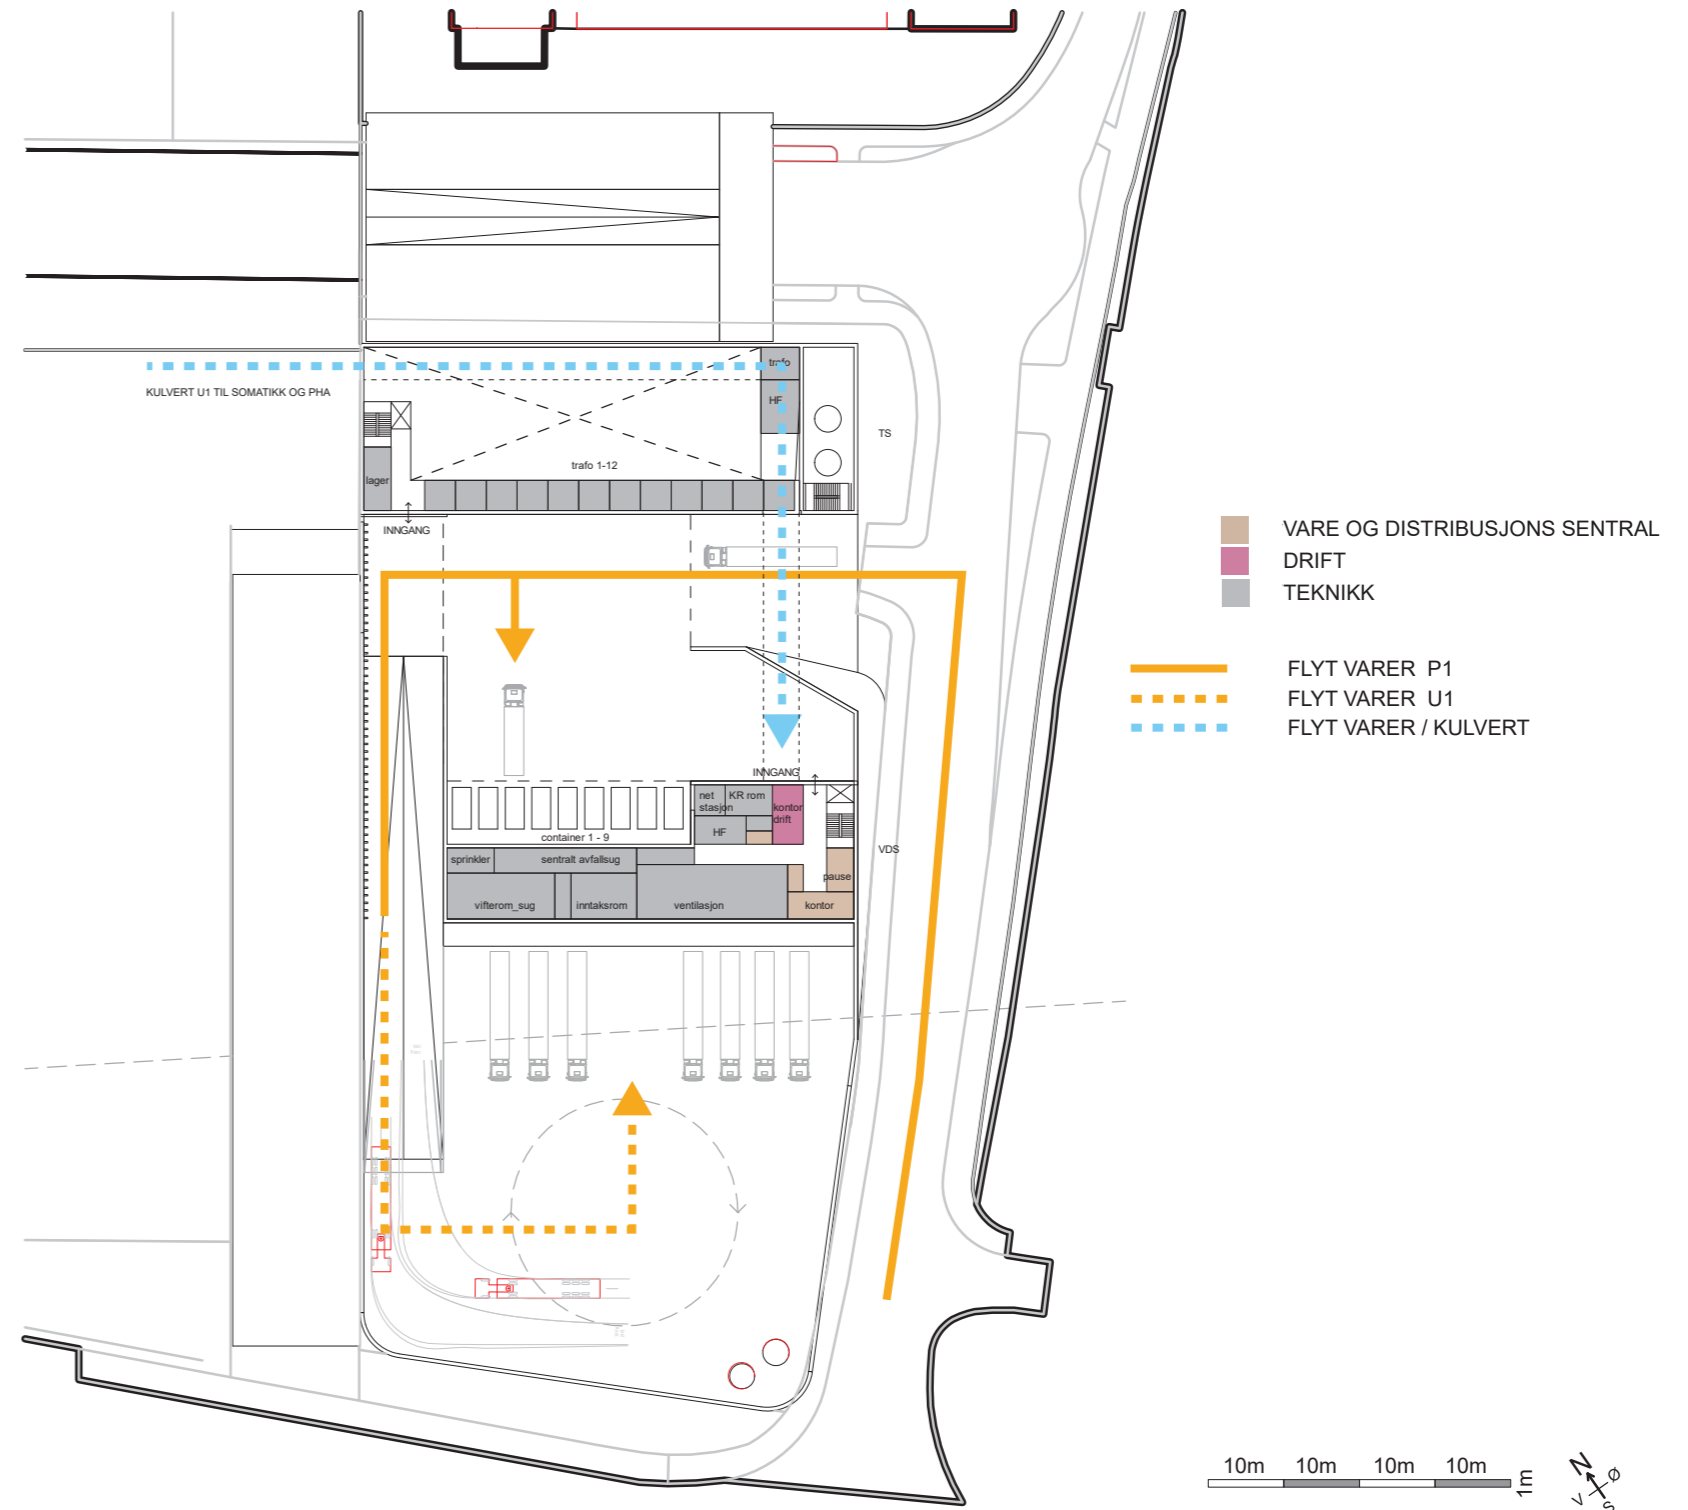 trafo
KULVERT U1 TIL SOMATIKK OG PHA
HF
TS
trafo 1-12
lager
INNGANG
VARE OG DISTRIBUSJONS SENTRAL
DRIFT
TEKNIKK
FLYT VARER P1
FLYT VARER U1
FLYT VARER / KULVERT
INNGANG
net
stasjon
KR rom
kontor
drift
HF
container 1 - 9
VDS
sprinkler
sentralt avfallsug
pause
vifterom_sug
inntaksrom
ventilasjon
kontor
10m
10m
10m
10m
1m
N
Ø
V
S